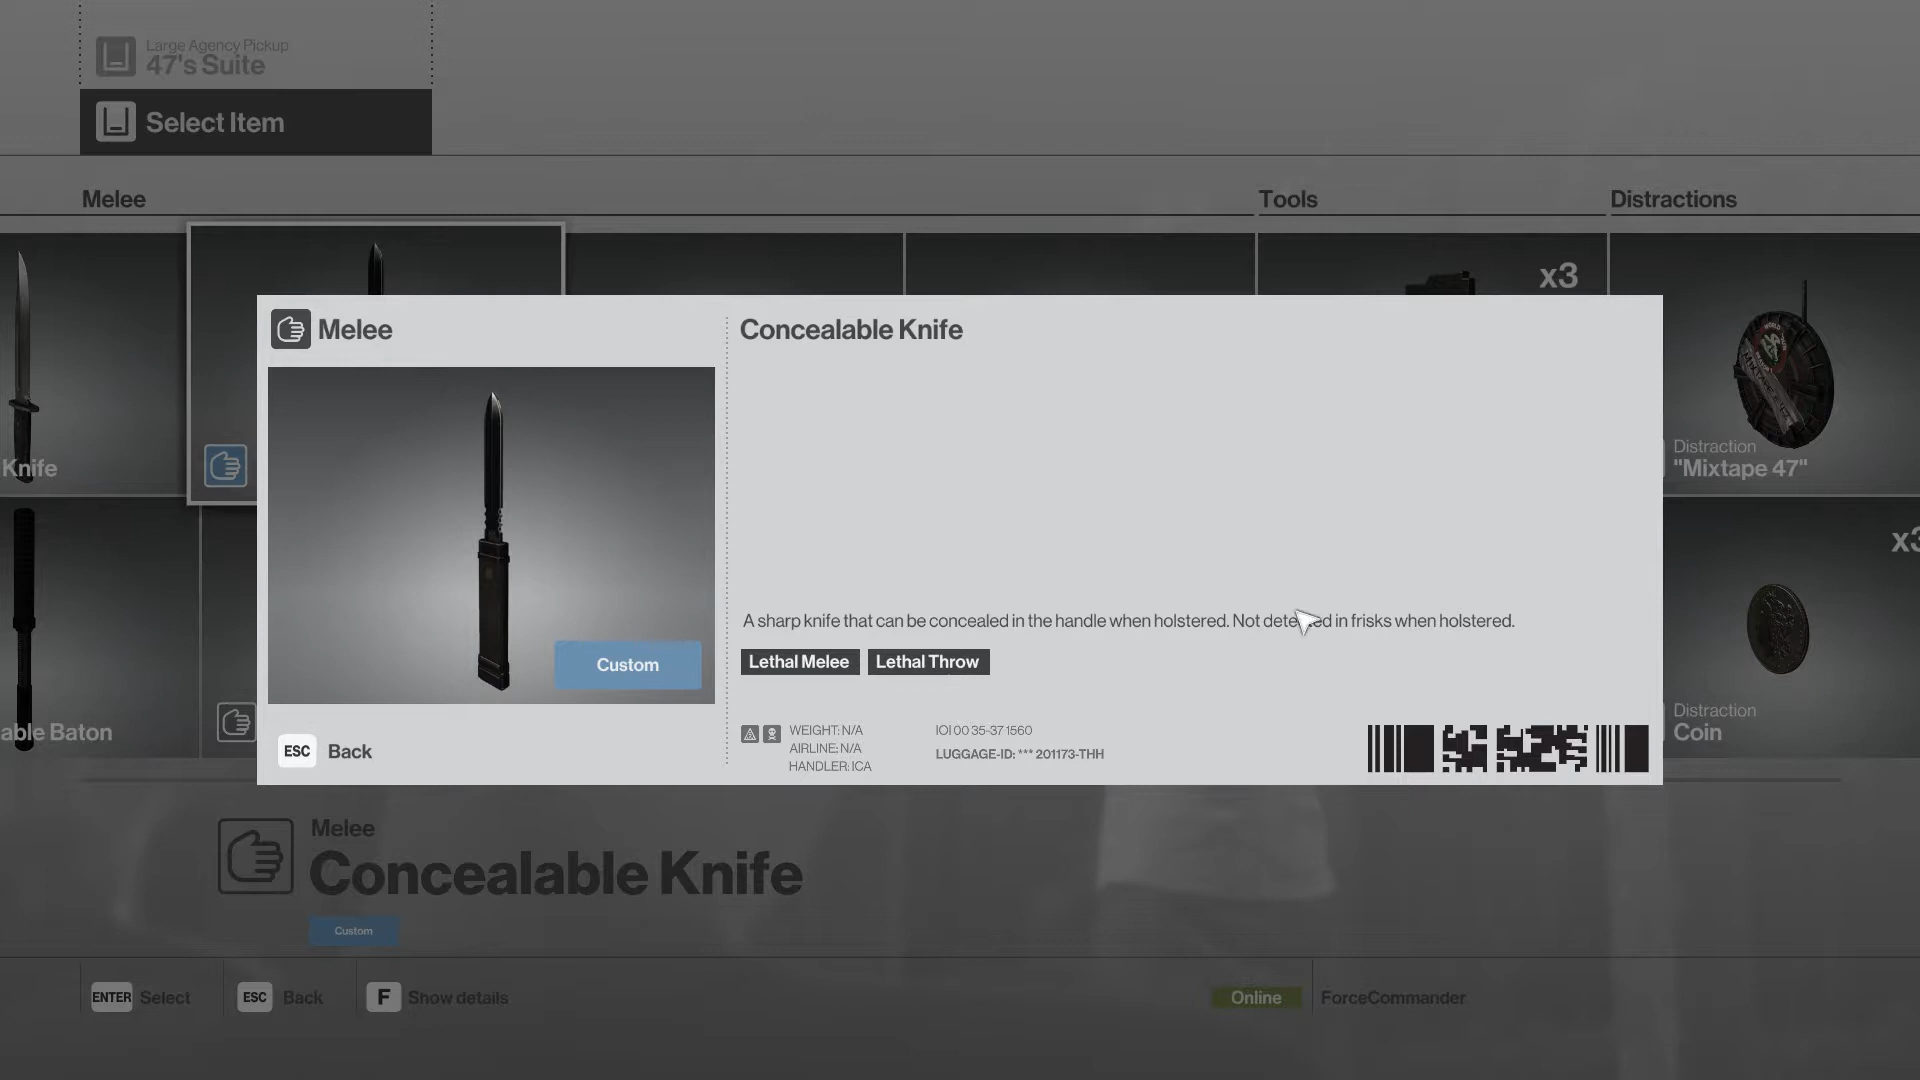 Large Agency Pickup
47's Suite
Select Item
Melee
Tools
Distractions
x3
Knife
Distraction
"Mixtape 47"
able Baton
x3
Distraction
Coin
Melee
Concealable Knife
Custom
A sharp knife that can be concealed in the handle when holstered. Not detected in frisks when holstered.
Lethal Melee
Lethal Throw
WEIGHT: N/A
AIRLINE: N/A
HANDLER: ICA
IOI 00 35-37 1560
LUGGAGE-ID: *** 201173-THH
ESC Back
Melee
Concealable Knife
Custom
ENTER Select
ESC Back
F Show details
Online
ForceCommander